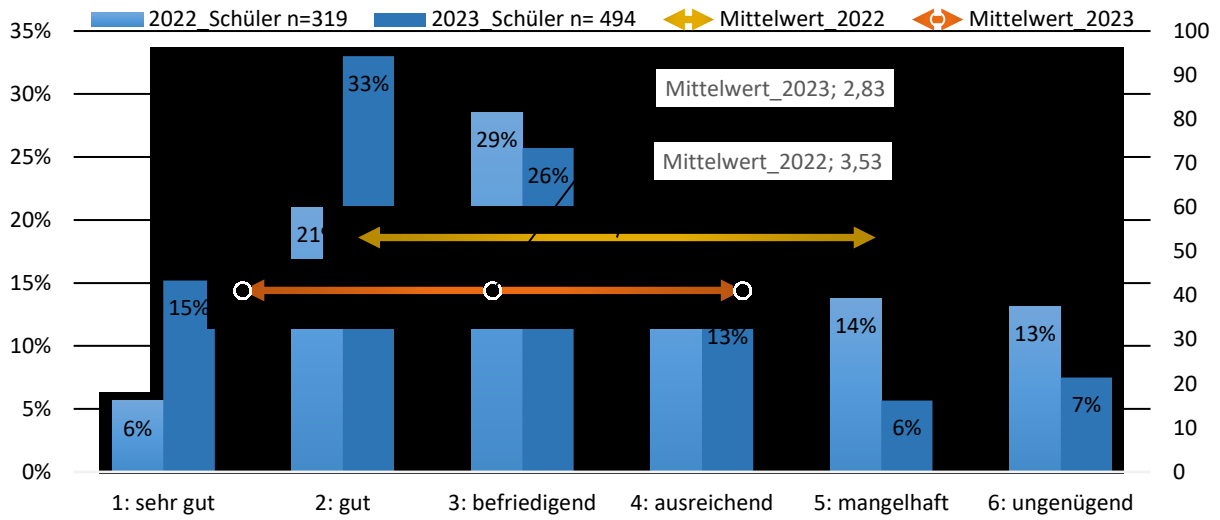 2022_Schüler n=319 2023_Schüler n= 494 Mittelwert_2022 Mittelwert_2023
35% 100
90
30% 33% Mittelwert_2023; 2,83
80
29%
25% Mittelwert_2022; 3,53 70
26%
20% 60
21
50
15% 40
15% 14% 13%
10% 13% 30
20
5% 7%
6% 6% 10
0% 0
1: sehr gut 2: gut 3: befriedigend 4: ausreichend 5: mangelhaft 6: ungenügend